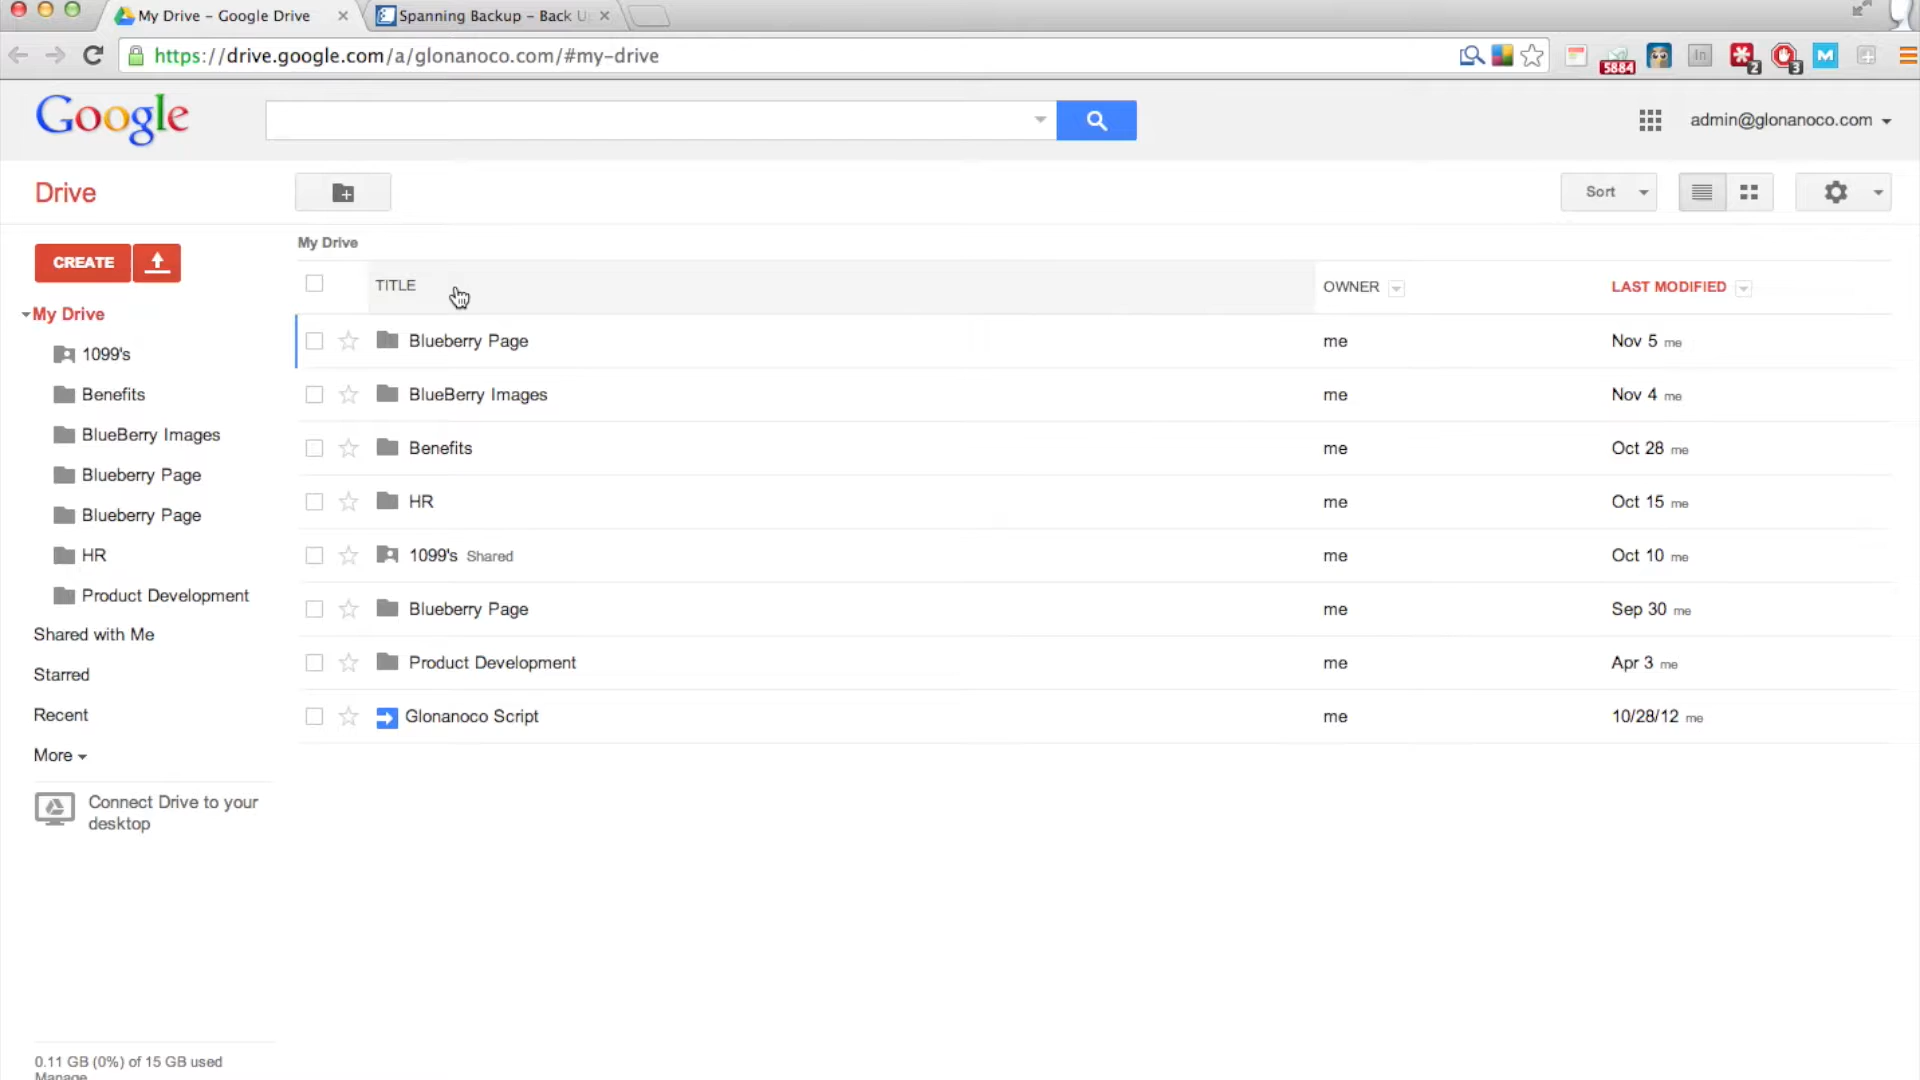 My Drive – Google Drive
Spanning Backup – Back U
https://drive.google.com/a/glonanoco.com/#my-drive
5884
in
2
3
M
Google
admin@glonanoco.com
Drive
Sort
My Drive
CREATE
TITLE
OWNER
LAST MODIFIED
My Drive
1099's
Benefits
BlueBerry Images
Blueberry Page
Blueberry Page
HR
Product Development
Shared with Me
Starred
Recent
More
Connect Drive to your
desktop
Blueberry Page me Nov 5 me
BlueBerry Images me Nov 4 me
Benefits me Oct 28 me
HR me Oct 15 me
1099's Shared me Oct 10 me
Blueberry Page me Sep 30 me
Product Development me Apr 3 me
Glonanoco Script me 10/28/12 me
0.11 GB (0%) of 15 GB used
Manage